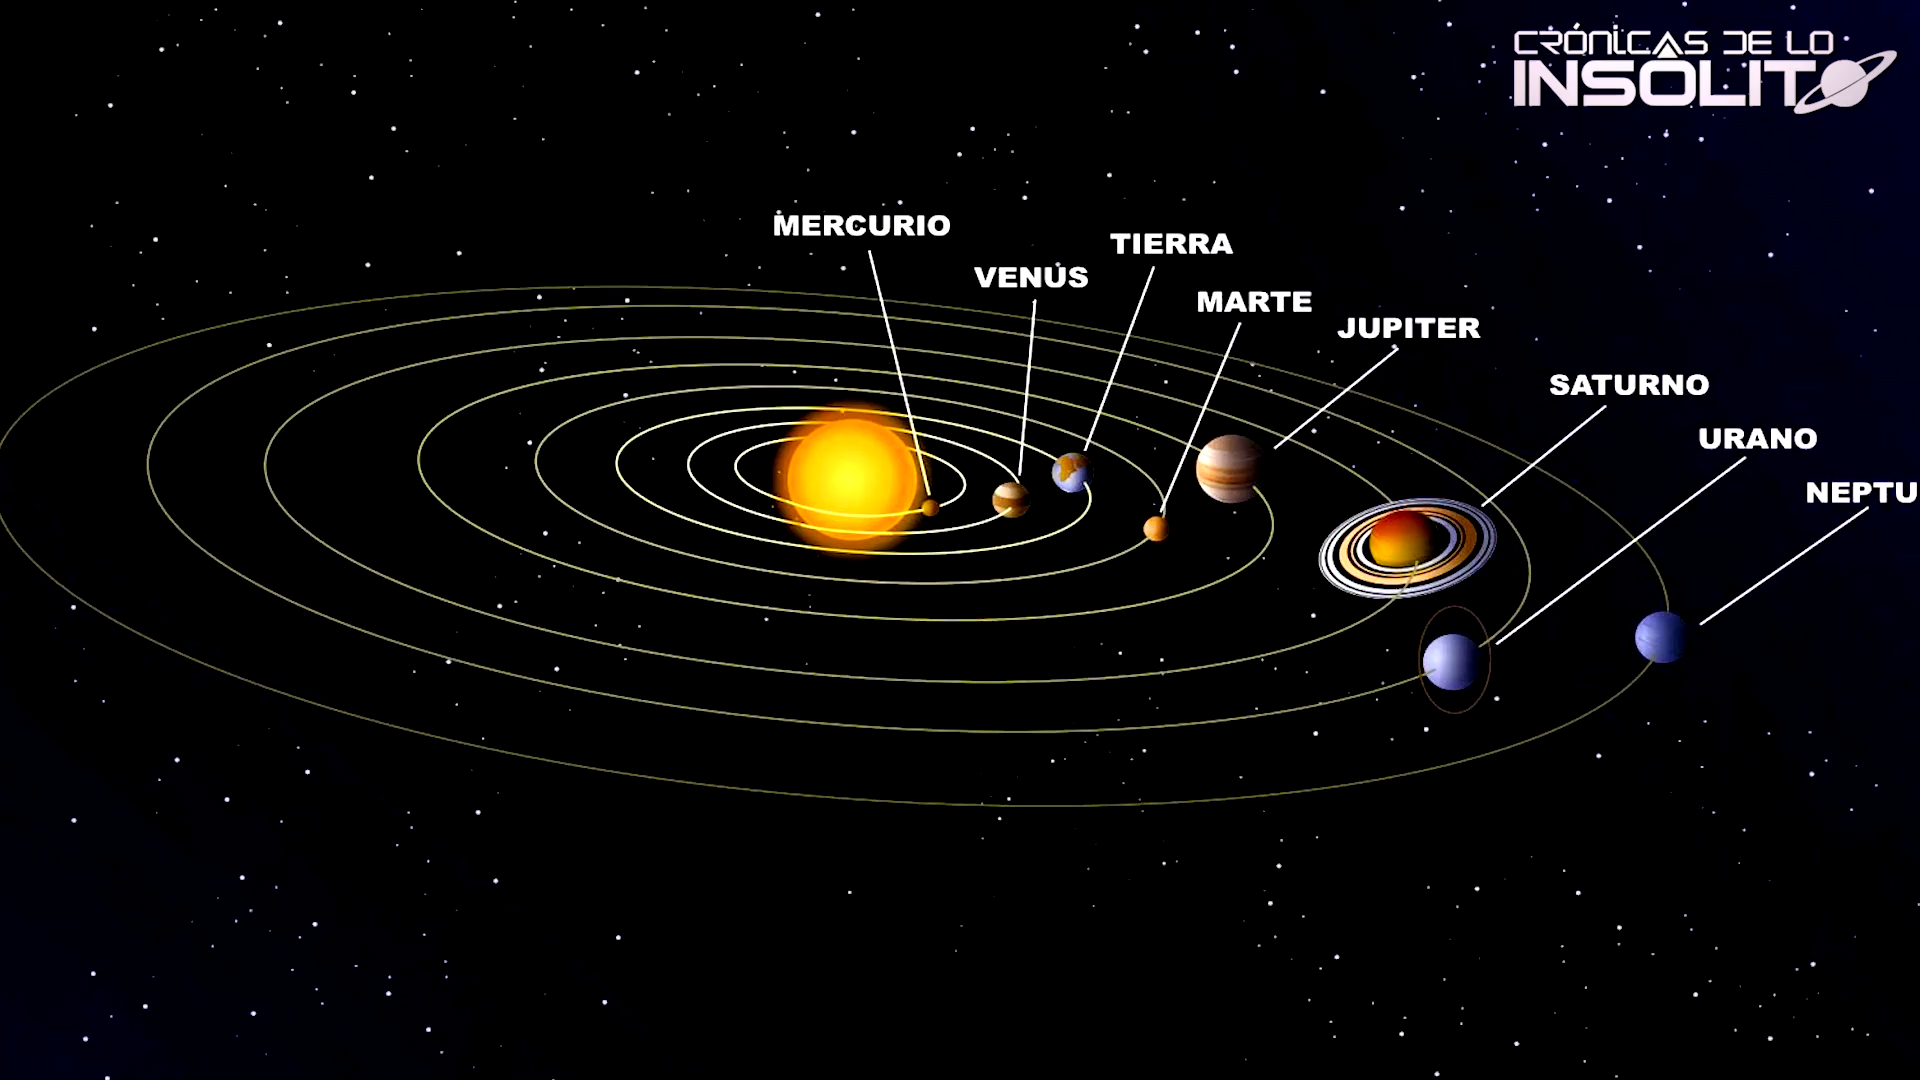 CRÓNICAS DE LO
INSÓLITO
MERCURIO
TIERRA
VENUS
MARTE
JUPITER
SATURNO
URANO
NEPTU